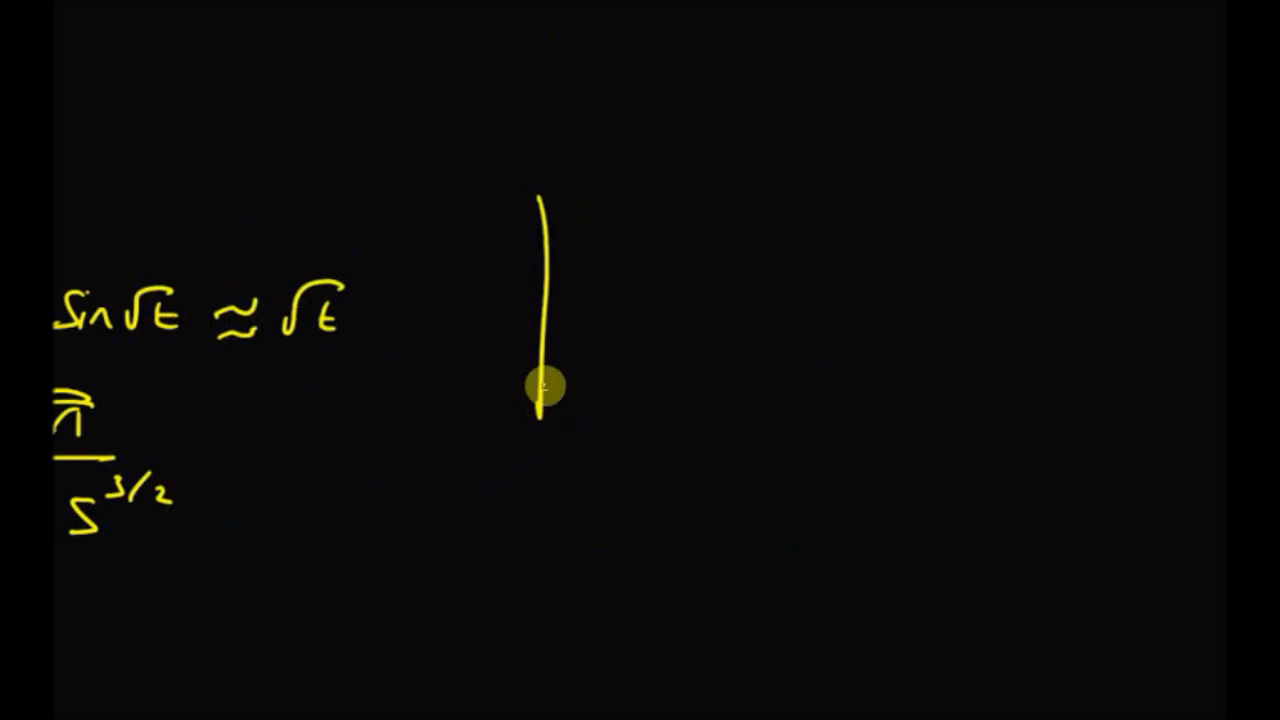 sin√t ≈ √t
π
s^3/2